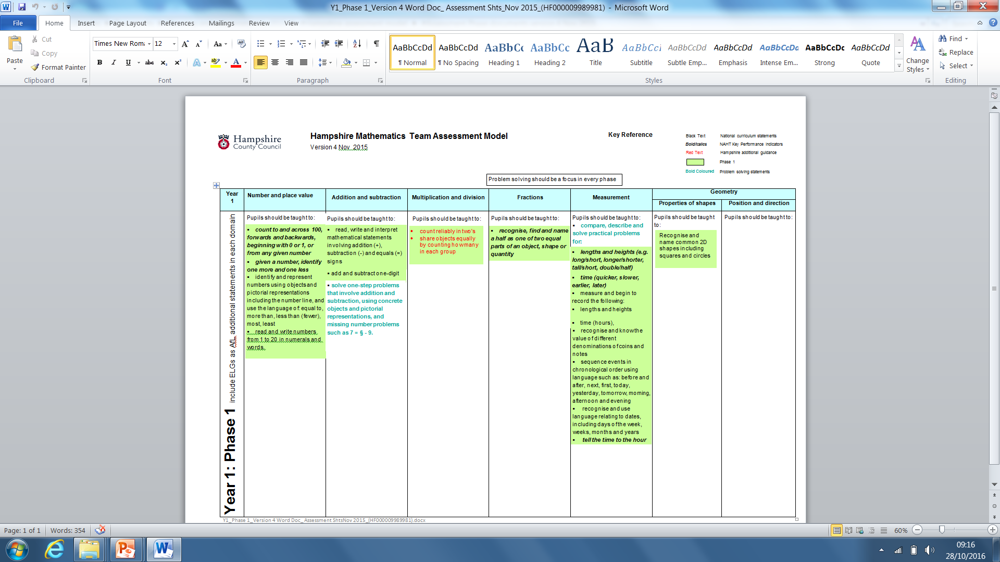 Y1_Phase 1_Version 4 Word Doc_ Assessment Shts_Nov 2015_(HF000009989981) - Microsoft Word
File Home Insert Page Layout References Mailings Review View
Paste
Cut
Copy
Format Painter
Clipboard
Times New Roma 12
Font
Paragraph
AaBbCcDd AaBbCcDd AaBbCc AaBbCc AaB AaBbCcI AaBbCcDd AaBbCcDd AaBbCcDd AaBbCcDc AaBbCcDd
¶ Normal ¶ No Spacing Heading 1 Heading 2 Title Subtitle Subtle Emp... Emphasis Intense Em... Strong Quote
Styles
Change
Styles
Find
Replace
Select
Editing
Hampshire
County Council
Hampshire Mathematics Team Assessment Model
Version 4 Nov 2015
Key Reference
Black Text National curriculum statements
Bold/italics NAHT Key Performance Indicators
Red Text Hampshire additional guidance
Phase 1
Bold Coloured Problem solving statements
Problem solving should be a focus in every phase
Year
1
Number and place value
Addition and subtraction
Multiplication and division
Fractions
Measurement
Geometry
Properties of shapes
Position and direction
Year 1: Phase 1 include ELGs as AfL, additional statements in each domain
Pupils should be taught to:
▪ count to and across 100,
forwards and backwards,
beginning with 0 or 1, or
from any given number
▪ given a number, identify
one more and one less
▪ identify and represent
numbers using objects and
pictorial representations
including the number line, and
use the language of: equal to,
more than, less than (fewer),
most, least
▪ read and write numbers
from 1 to 20 in numerals and
words.
Pupils should be taught to:
▪ read, write and interpret
mathematical statements
involving addition (+),
subtraction (-) and equals (=)
signs
▪ add and subtract one-digit
▪ solve one-step problems
that involve addition and
subtraction, using concrete
objects and pictorial
representations, and
missing number problems
such as 7 = § - 9.
Pupils should be taught to:
• count reliably in two's
• share objects equally
by counting how many
in each group
Pupils should be taught to:
▪ recognise, find and name
a half as one of two equal
parts of an object, shape or
quantity
Pupils should be taught to:
▪ compare, describe and
solve practical problems
for:
▪ lengths and heights (e.g.
long/short, longer/shorter,
tall/short, double/half)
▪ time (quicker, slower,
earlier, later)
▪ measure and begin to
record the following:
▪ lengths and heights
▪ time (hours),
▪ recognise and know the
value of different
denominations of coins and
notes
▪ sequence events in
chronological order using
language such as: before and
after, next, first, today,
yesterday, tomorrow, morning,
afternoon and evening
▪ recognise and use
language relating to dates,
including days of the week,
weeks, months and years
▪ tell the time to the hour
Pupils should be taught
to:
Recognise and
name common 2D
shapes including
squares and circles
Pupils should be taught to:
Y1_Phase 1_Version 4 Word Doc_ Assessment ShtsNov 2015_(HF000009989981).docx
Page: 1 of 1 Words: 354
60%
09:16
28/10/2016